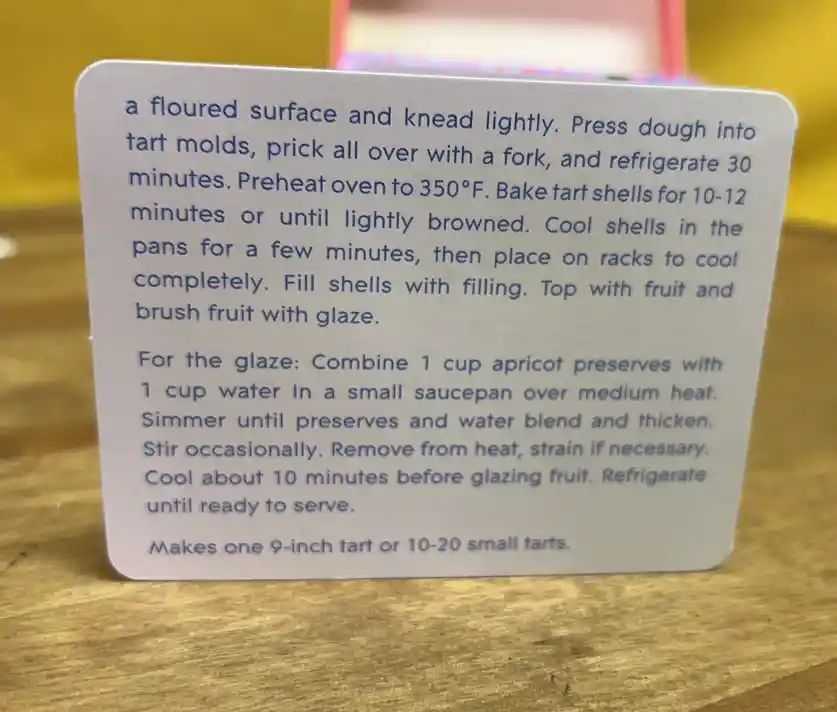 a floured surface and knead lightly. Press dough into
tart molds, prick all over with a fork, and refrigerate 30
minutes. Preheat oven to 350°F. Bake tart shells for 10-12
minutes or until lightly browned. Cool shells in the
pans for a few minutes, then place on racks to cool
completely. Fill shells with filling. Top with fruit and
brush fruit with glaze.
For the glaze: Combine 1 cup apricot preserves with
1 cup water In a small saucepan over medium heat.
Simmer until preserves and water blend and thicken.
Stir occasionally. Remove from heat, strain if necessary.
Cool about 10 minutes before glazing fruit. Refrigerate
until ready to serve.
Makes one 9-inch tart or 10-20 small tarts.